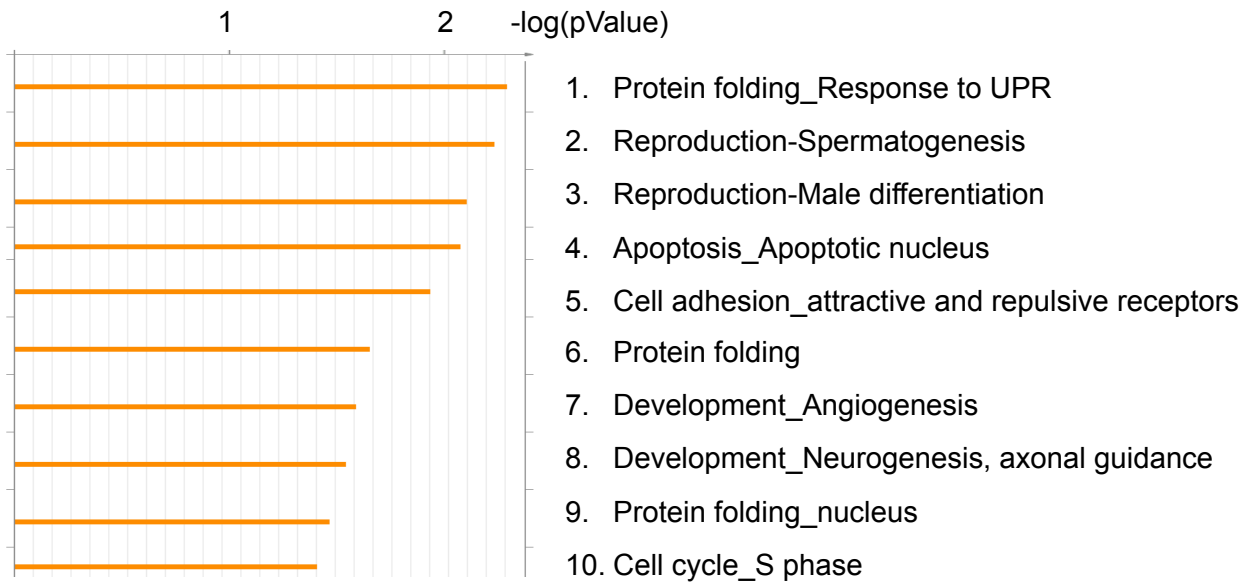 1 2 -log(pValue)
1. Protein folding_Response to UPR
2. Reproduction-Spermatogenesis
3. Reproduction-Male differentiation
4. Apoptosis_Apoptotic nucleus
5. Cell adhesion_attractive and repulsive receptors
6. Protein folding
7. Development_Angiogenesis
8. Development_Neurogenesis, axonal guidance
9. Protein folding_nucleus
10. Cell cycle_S phase